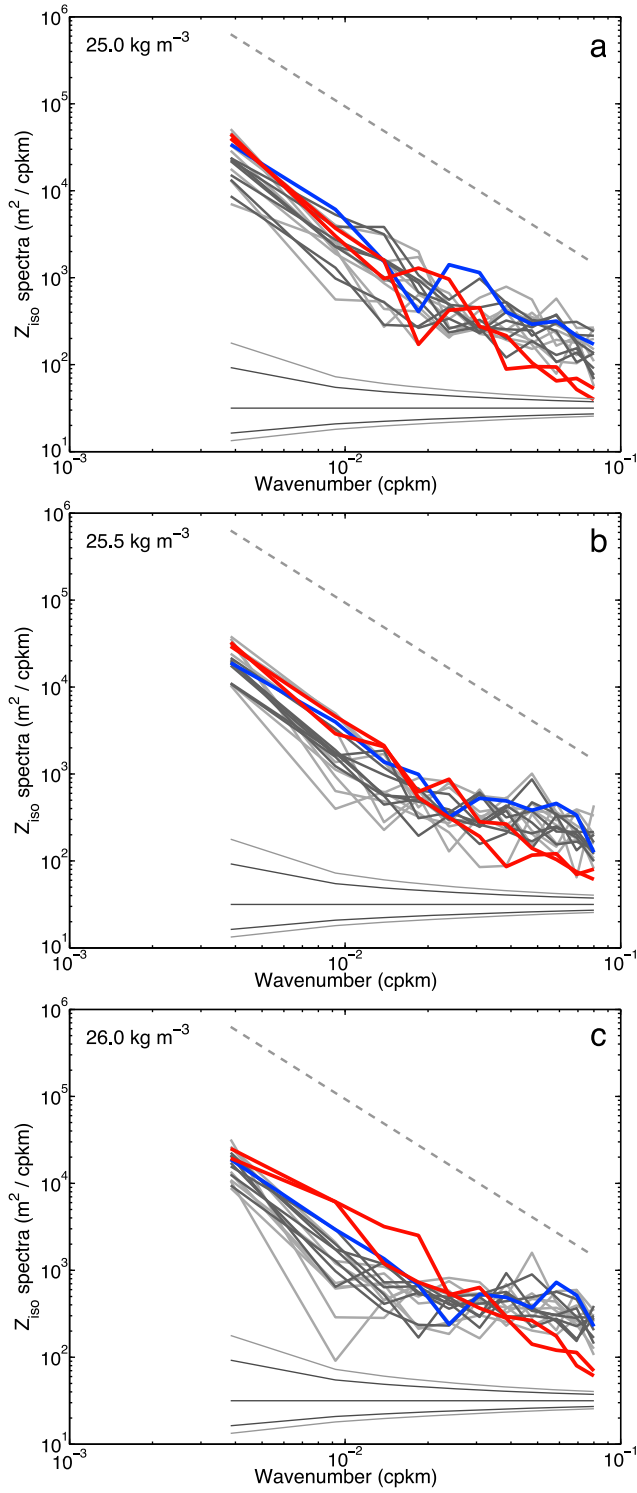 25.0 kg m⁻³
a
10⁶
10⁵
10⁴
10³
10²
10¹
Z_iso spectra (m² / cpkm)
10⁻³
10⁻²
10⁻¹
Wavenumber (cpkm)
25.5 kg m⁻³
b
10⁶
10⁵
10⁴
10³
10²
10¹
Z_iso spectra (m² / cpkm)
10⁻³
10⁻²
10⁻¹
Wavenumber (cpkm)
26.0 kg m⁻³
c
10⁶
10⁵
10⁴
10³
10²
10¹
Z_iso spectra (m² / cpkm)
10⁻³
10⁻²
10⁻¹
Wavenumber (cpkm)